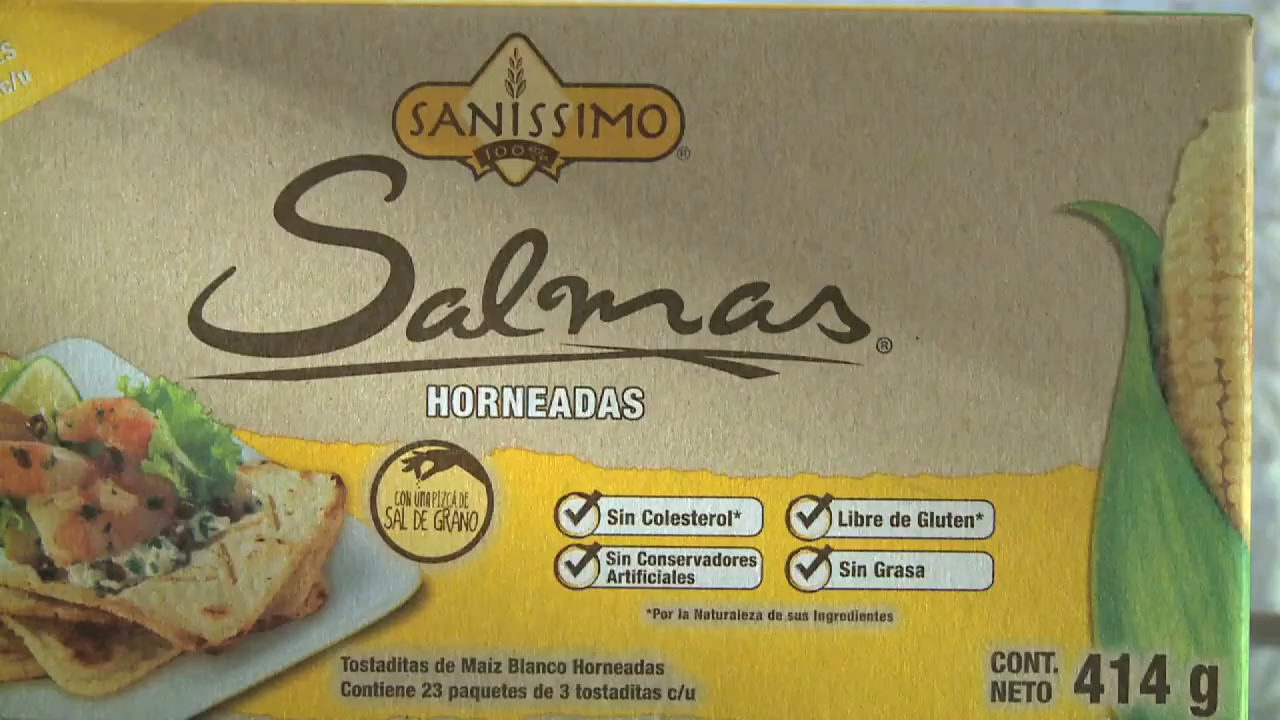 c/u
SANISSIMO
100%
®
Salmas®
HORNEADAS
CON UNA PIZCA DE
SAL DE GRANO
Sin Colesterol*
Libre de Gluten*
Sin Conservadores
Artificiales
Sin Grasa
*Por la Naturaleza de sus Ingredientes
Tostaditas de Maíz Blanco Horneadas
Contiene 23 paquetes de 3 tostaditas c/u
CONT.
NETO
414 g